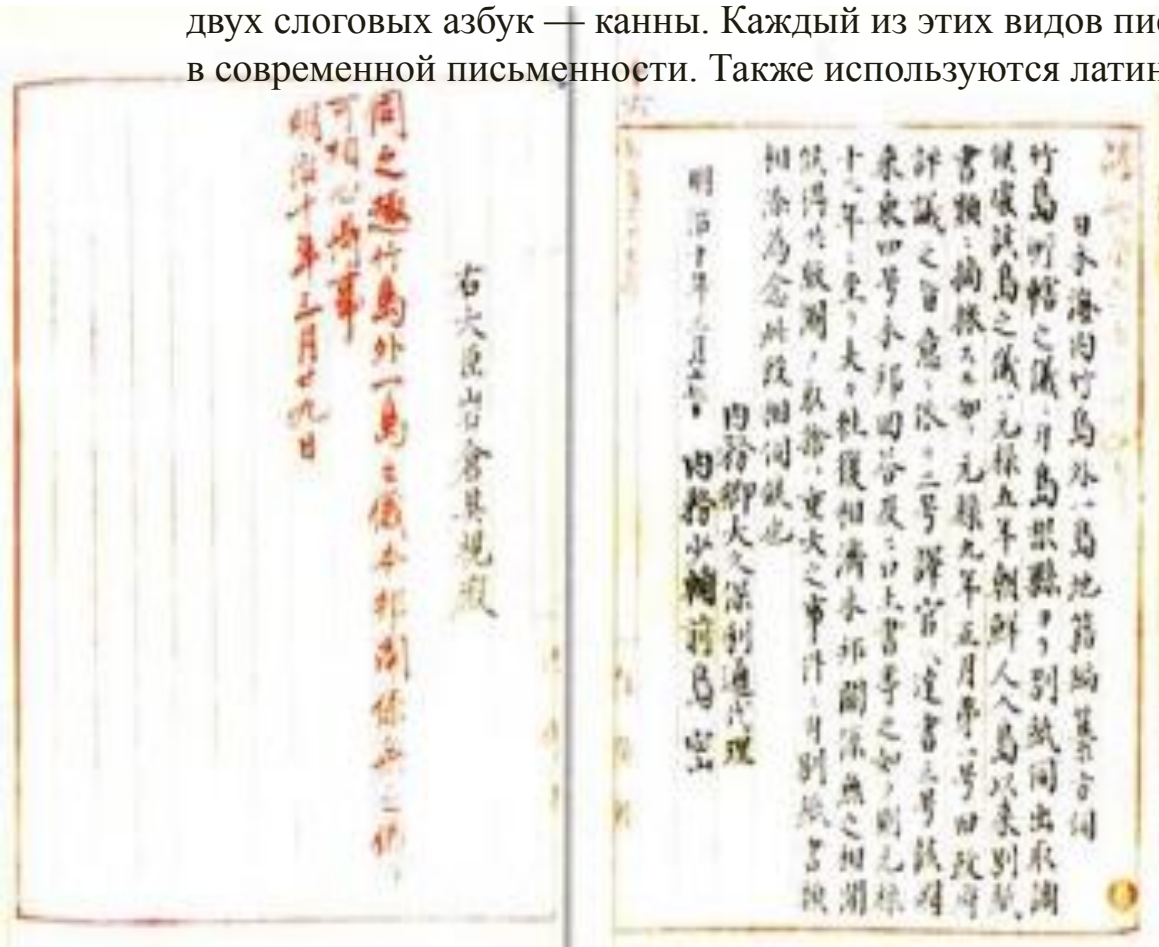 двух слоговых азбук — канны. Каждый из этих видов пис
в современной письменности. Также используются латин
日本海内竹島外一島地籍編纂方伺
竹島所轄之儀ニ付島根縣ヨリ別紙伺出取調
候處該島之儀ハ元禄五年朝鮮人入島以来別紙
書類ニ摘採スル如ク元禄九年正月第一号旧政府
評議之旨意ニ依リ二号譯官ヘ達書三号該国
来柬四号本邦回答及ヒ口上書等之如ク則元禄
十二年ニ至リ夫々往復相濟本邦關係無之相聞
候得共版圖ノ取捨ハ重大之事件ニ付別紙書類
相添為念此段相伺候也
内務卿大久保利通代理
明治十年三月十七日 内務少輔前島密
右大臣岩倉具視殿
伺之趣竹島外一島之儀本邦関係無之儀ト
可相心得事
明治十年三月廿九日